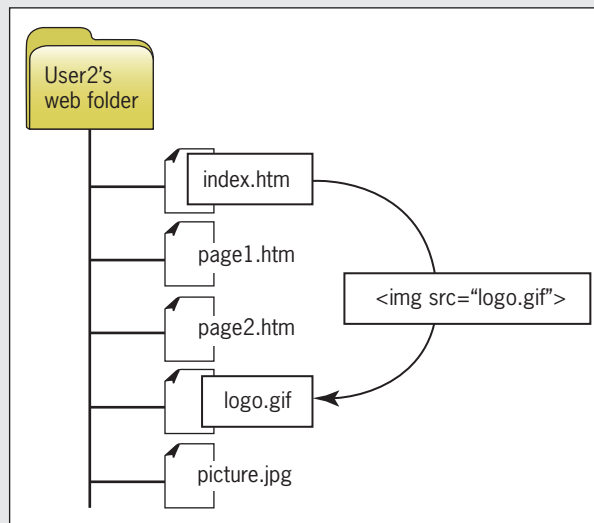 User2's
web folder
index.htm
page1.htm
<img src=“logo.gif”>
page2.htm
logo.gif
picture.jpg